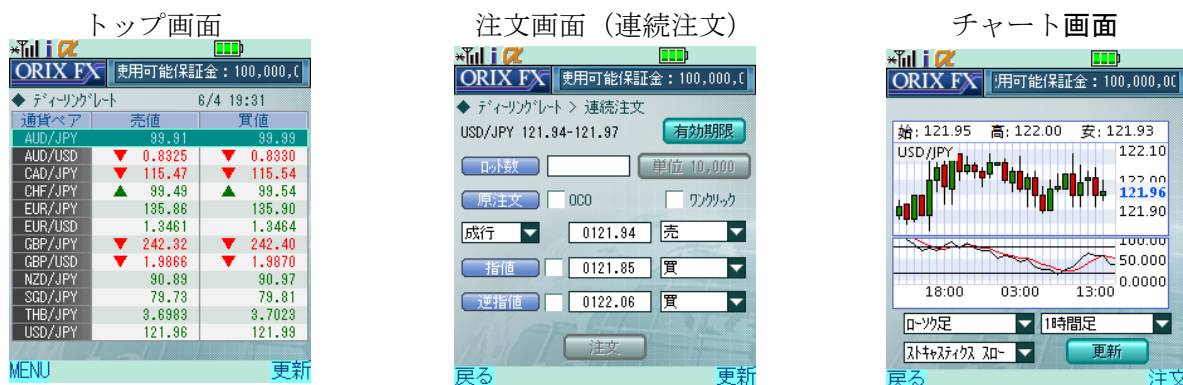 トップ画面
ORIX FX 使用可能保証金：100,000,0
◆ ﾃﾞｨｰﾘﾝｸﾞﾚｰﾄ 6/4 19:31
通貨ペア 売値 買値
AUD/JPY 99.91 99.99
AUD/USD ▼ 0.8325 ▼ 0.8330
CAD/JPY ▼ 115.47 ▼ 115.54
CHF/JPY ▲ 99.49 ▲ 99.54
EUR/JPY 135.86 135.90
EUR/USD 1.3461 1.3464
GBP/JPY ▼ 242.32 ▼ 242.40
GBP/USD ▼ 1.9866 ▼ 1.9870
NZD/JPY 90.89 90.97
SGD/JPY 79.73 79.81
THB/JPY 3.6983 3.7023
USD/JPY 121.96 121.99
MENU 更新
注文画面（連続注文）
ORIX FX 使用可能保証金：100,000,0
◆ ﾃﾞｨｰﾘﾝｸﾞﾚｰﾄ > 連続注文
USD/JPY 121.94-121.97 有効期限
ﾛｯﾄ数 単位 10,000
原注文 OCO ﾜﾝｸﾘｯｸ
成行 ▼ 0121.94 売 ▼
指値 0121.85 買 ▼
逆指値 0122.06 買 ▼
注文
戻る 更新
チャート画面
ORIX FX 用可能保証金：100,000,00
始:121.95 高:122.00 安:121.93
USD/JPY 122.10
122.00
121.96
121.90
100.00
50.000
0.0000
18:00 03:00 13:00
ﾛｰｿｸ足 ▼ 1時間足 ▼
ｽﾄｷｬｽﾃｨｸｽ ｽﾛｰ ▼ 更新
戻る 注文